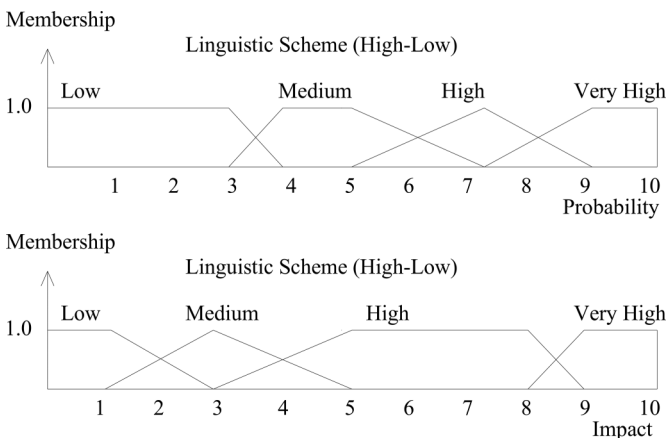 Membership
Linguistic Scheme (High-Low)
Low Medium High Very High
1.0
1 2 3 4 5 6 7 8 9 10
Probability
Membership
Linguistic Scheme (High-Low)
Low Medium High Very High
1.0
1 2 3 4 5 6 7 8 9 10
Impact